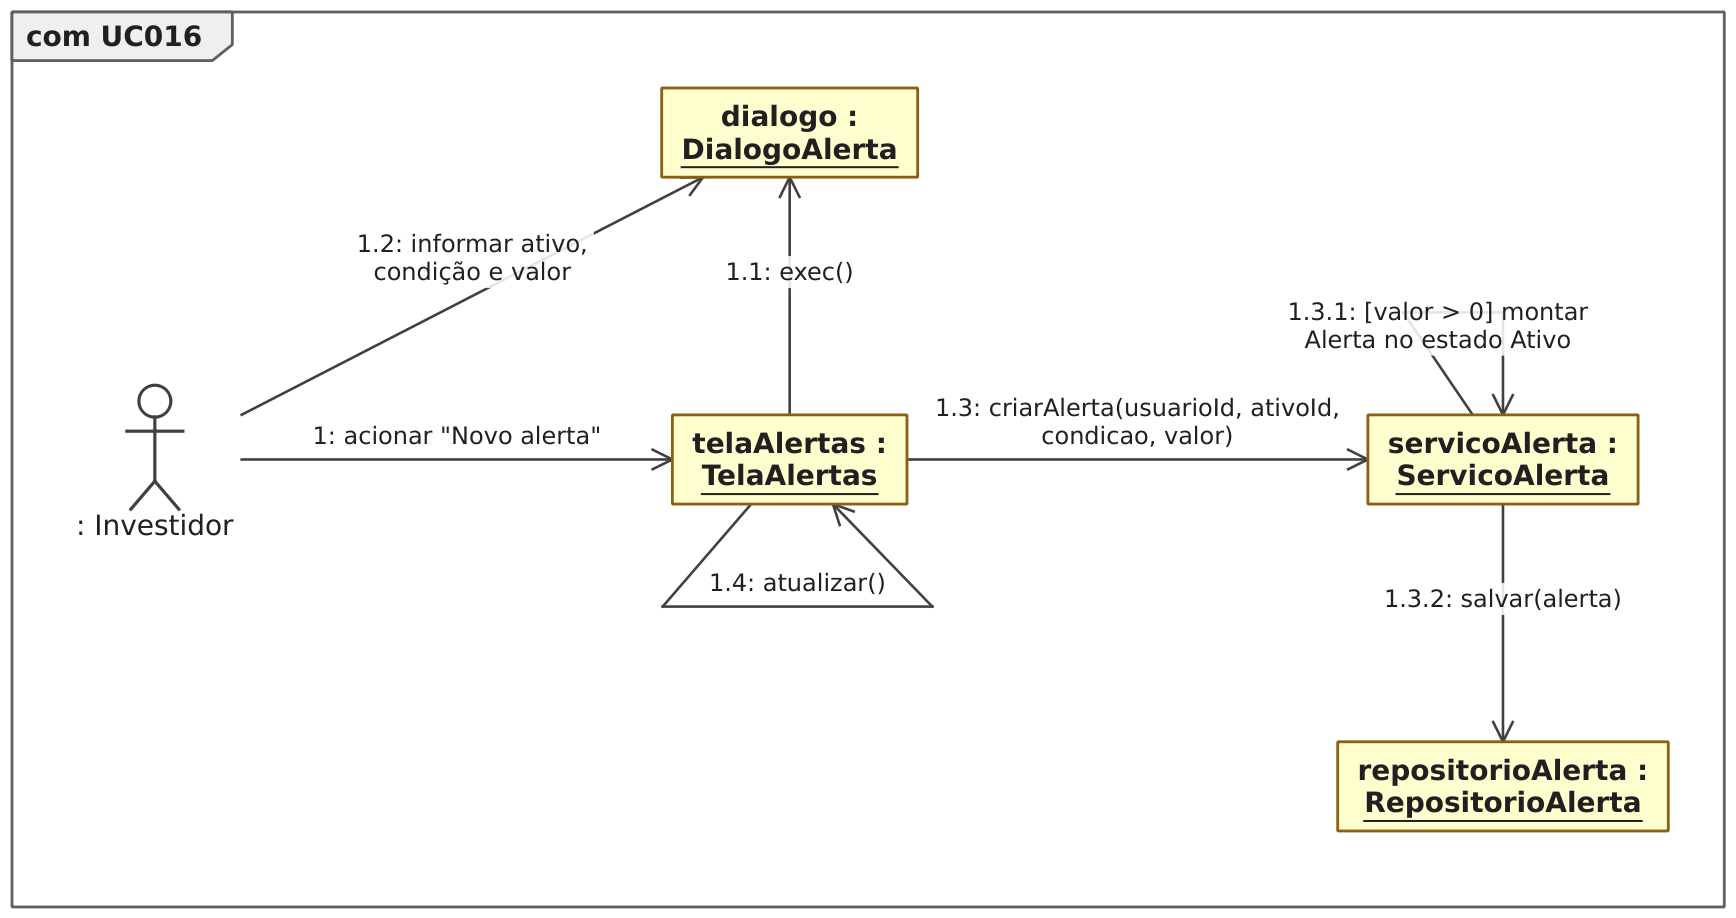 com UC016
dialogo :
DialogoAlerta
1.2: informar ativo,
condição e valor
1.1: exec()
1.3.1: [valor > 0] montar
Alerta no estado Ativo
1: acionar "Novo alerta"
1.3: criarAlerta(usuarioId, ativoId,
condicao, valor)
telaAlertas :
TelaAlertas
servicoAlerta :
ServicoAlerta
: Investidor
1.4: atualizar()
1.3.2: salvar(alerta)
repositorioAlerta :
RepositorioAlerta